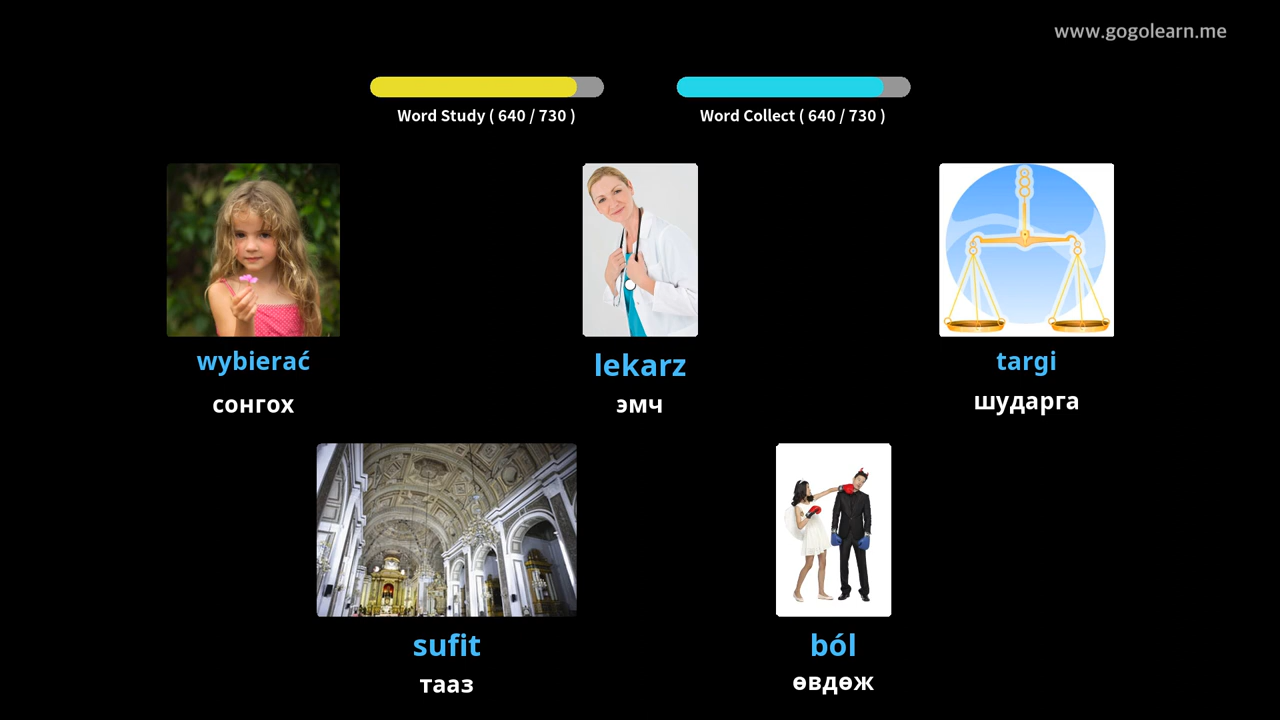 www.gogolearn.me
Word Study ( 640 / 730 )
Word Collect ( 640 / 730 )
wybierać
сонгох
lekarz
эмч
targi
шударга
sufit
тааз
ból
өвдөж